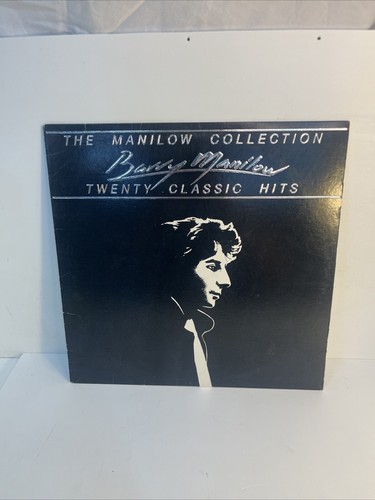 THE MANILOW COLLECTION
Barry Manilow
TWENTY CLASSIC HITS